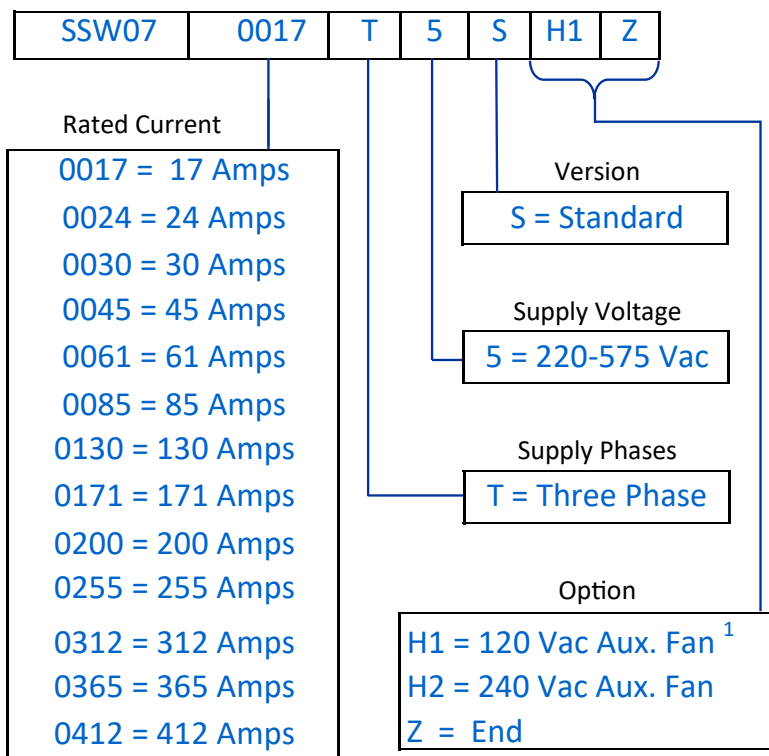 SSW07 0017 T 5 S H1 Z
Rated Current
0017 = 17 Amps
0024 = 24 Amps
0030 = 30 Amps
0045 = 45 Amps
0061 = 61 Amps
0085 = 85 Amps
0130 = 130 Amps
0171 = 171 Amps
0200 = 200 Amps
0255 = 255 Amps
0312 = 312 Amps
0365 = 365 Amps
0412 = 412 Amps
Version
S = Standard
Supply Voltage
5 = 220-575 Vac
Supply Phases
T = Three Phase
Option
H1 = 120 Vac Aux. Fan 1
H2 = 240 Vac Aux. Fan
Z = End